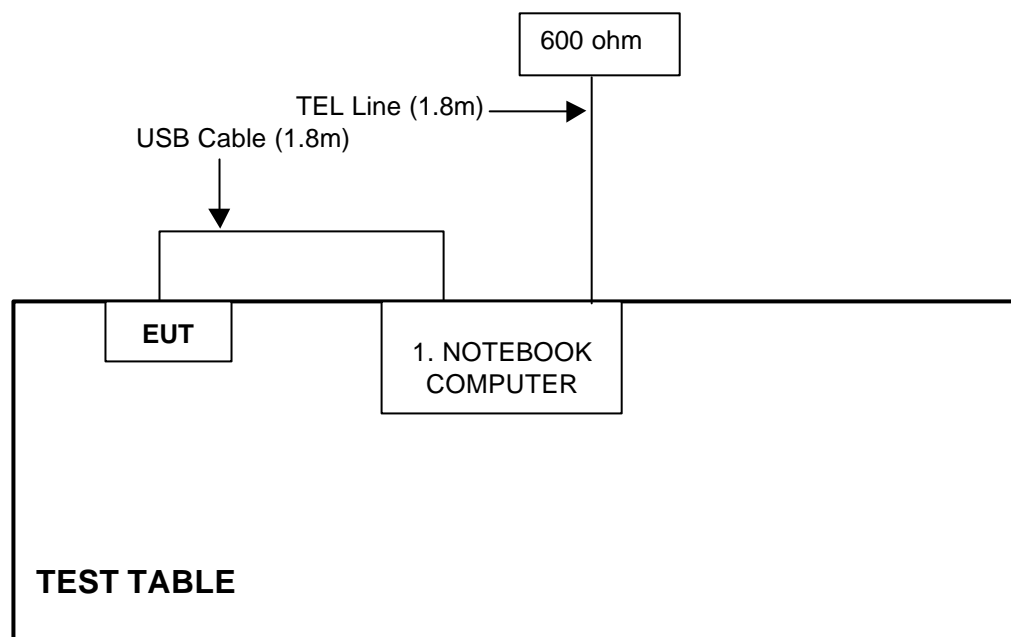 600 ohm
TEL Line (1.8m)
USB Cable (1.8m)
EUT
1. NOTEBOOK
COMPUTER
TEST TABLE